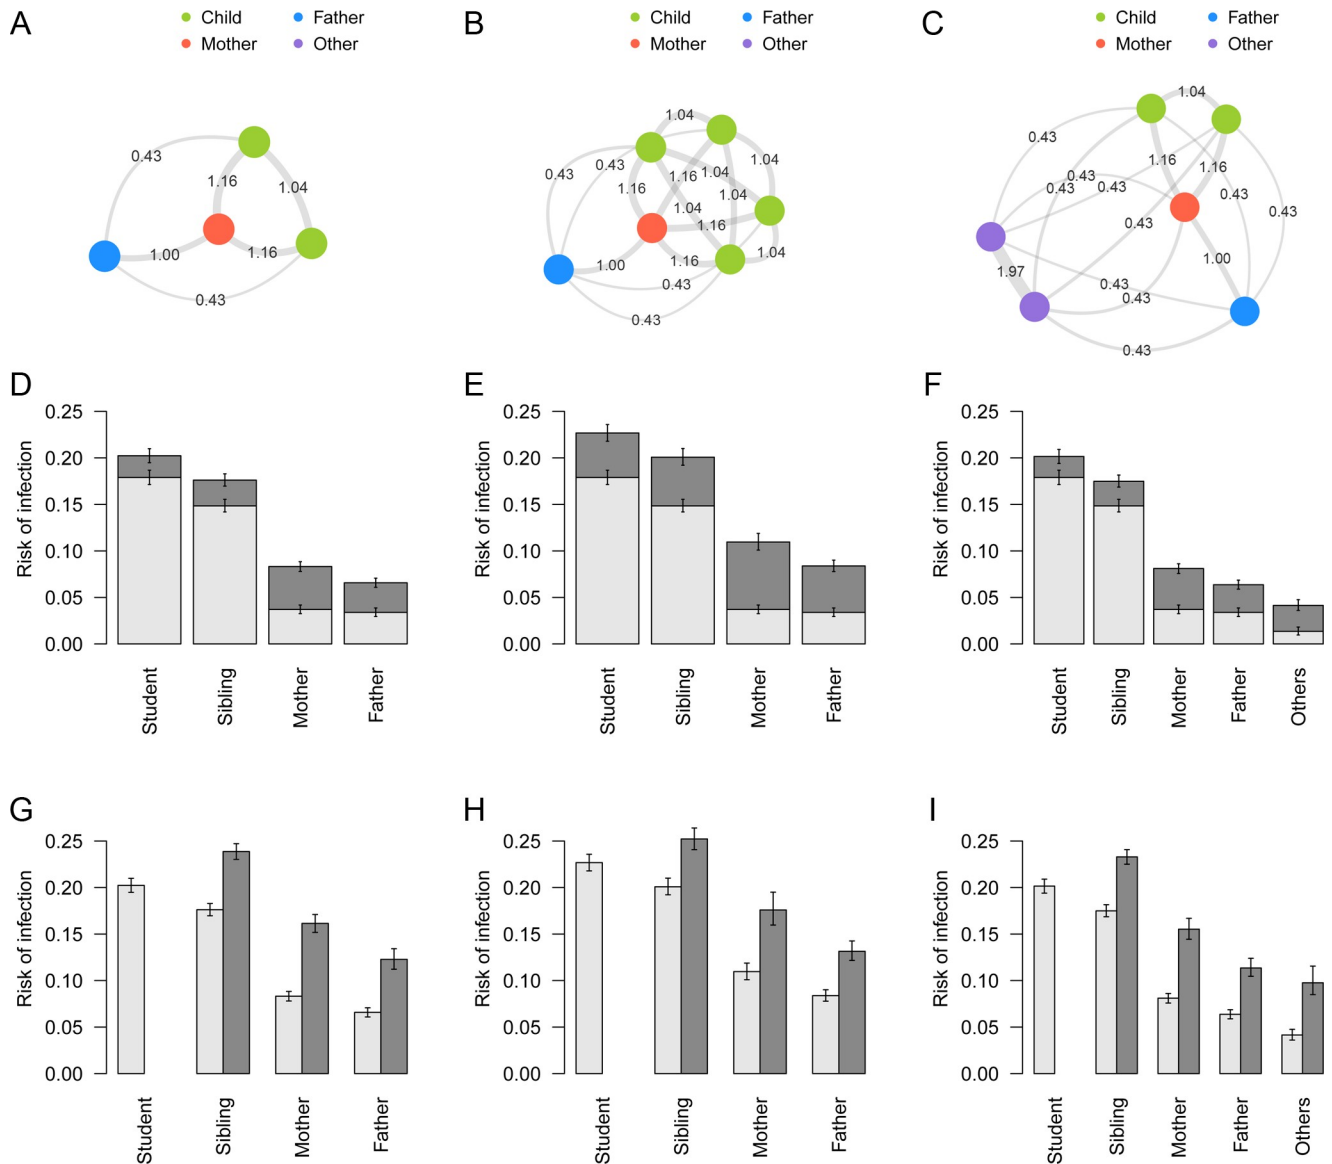 A
Child
Father
Mother
Other
0.43
1.16
1.04
1.00
1.16
0.43
B
Child
Father
Mother
Other
1.04
0.43
0.43
1.04
1.16
1.16
1.04
1.04
1.04
1.16
1.00
1.16
1.04
0.43
0.43
C
Child
Father
Mother
Other
1.04
0.43
1.16
1.16
0.43
0.43
0.43
0.43
0.43
0.43
1.97
1.00
0.43
0.43
0.43
D
Risk of infection
0.25
0.20
0.15
0.10
0.05
0.00
Student
Sibling
Mother
Father
E
Risk of infection
0.25
0.20
0.15
0.10
0.05
0.00
Student
Sibling
Mother
Father
F
Risk of infection
0.25
0.20
0.15
0.10
0.05
0.00
Student
Sibling
Mother
Father
Others
G
Risk of infection
0.25
0.20
0.15
0.10
0.05
0.00
Student
Sibling
Mother
Father
H
Risk of infection
0.25
0.20
0.15
0.10
0.05
0.00
Student
Sibling
Mother
Father
I
Risk of infection
0.25
0.20
0.15
0.10
0.05
0.00
Student
Sibling
Mother
Father
Others